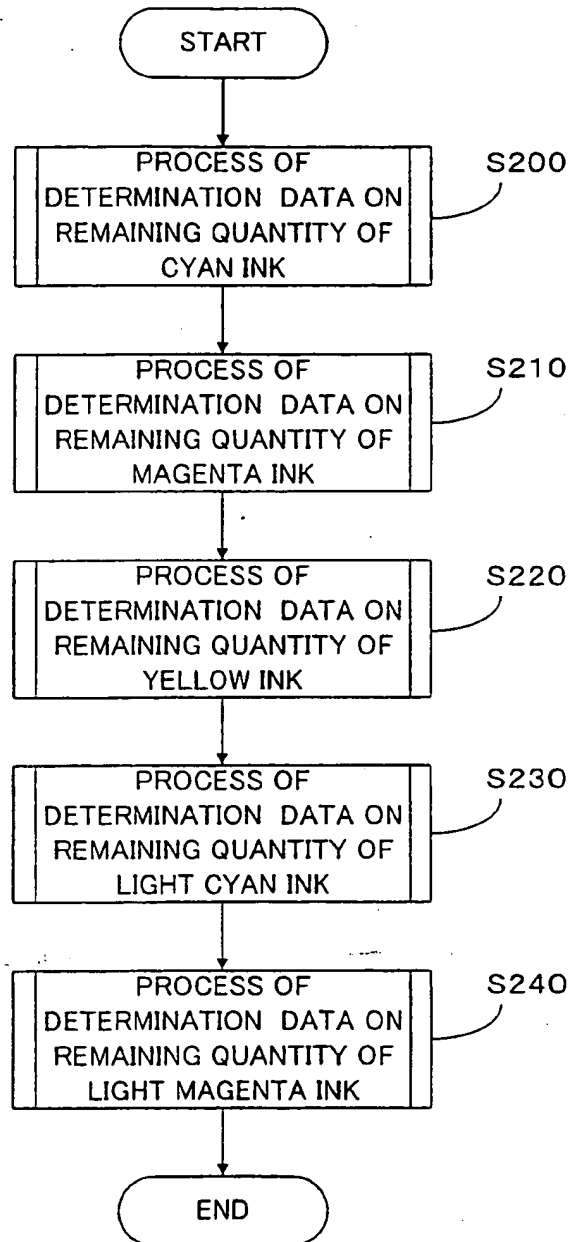 START
PROCESS OF
DETERMINATION DATA ON
REMAINING QUANTITY OF
CYAN INK
S200
PROCESS OF
DETERMINATION DATA ON
REMAINING QUANTITY OF
MAGENTA INK
S210
PROCESS OF
DETERMINATION DATA ON
REMAINING QUANTITY OF
YELLOW INK
S220
PROCESS OF
DETERMINATION DATA ON
REMAINING QUANTITY OF
LIGHT CYAN INK
S230
PROCESS OF
DETERMINATION DATA ON
REMAINING QUANTITY OF
LIGHT MAGENTA INK
S240
END